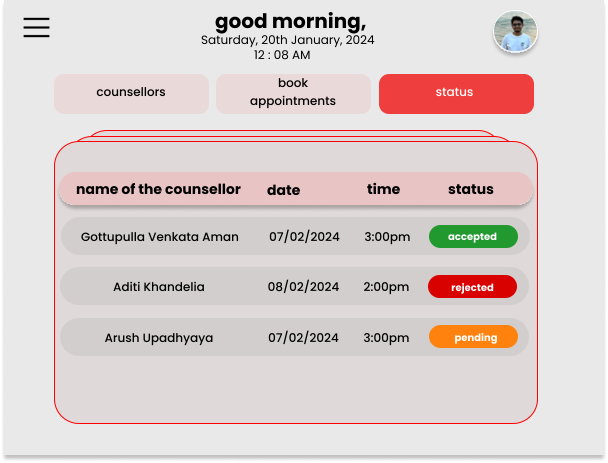 good morning,
Saturday, 20th January, 2024
12 : 08 AM
counsellors
book
appointments
status
name of the counsellor date time status
Gottupulla Venkata Aman 07/02/2024 3:00pm accepted
Aditi Khandelia 08/02/2024 2:00pm rejected
Arush Upadhyaya 07/02/2024 3:00pm pending